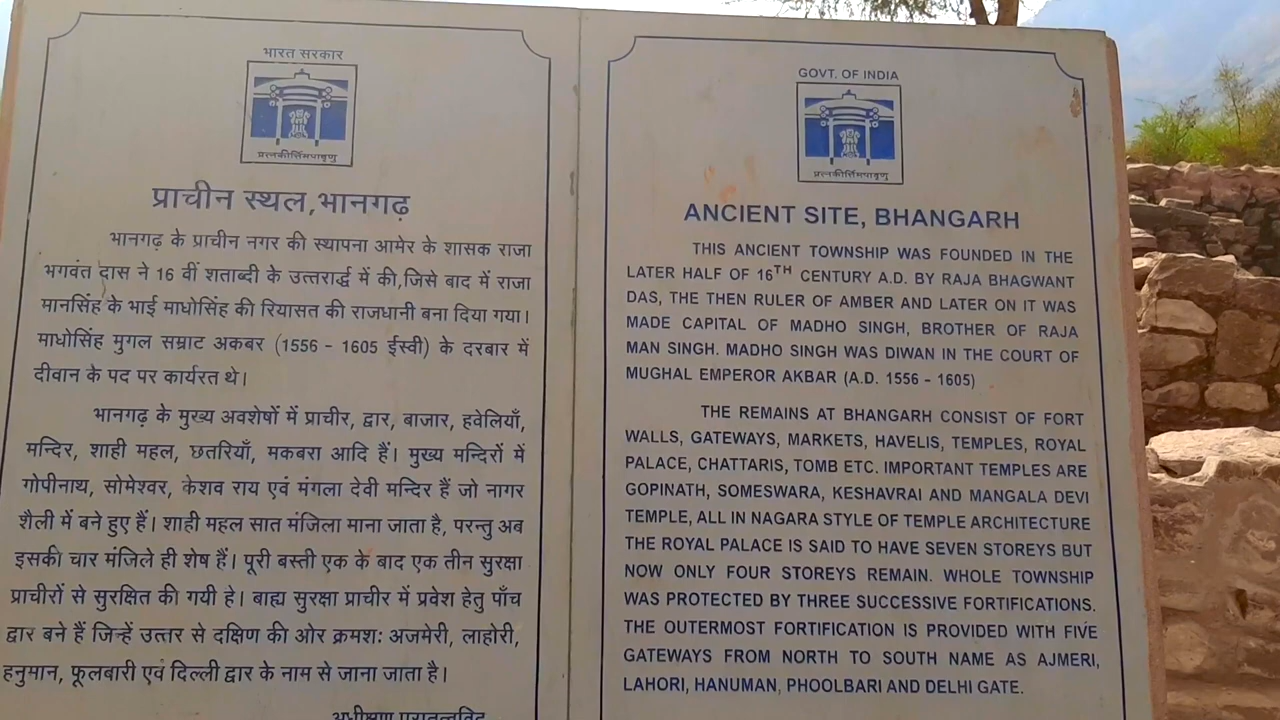 भारत सरकार
प्रत्नकीर्त्तिमपावृणु
प्राचीन स्थल,भानगढ़
भानगढ़ के प्राचीन नगर की स्थापना आमेर के शासक राजा
भगवंत दास ने 16 वीं शताब्दी के उत्तरार्द्ध में की,जिसे बाद में राजा
मानसिंह के भाई माधोसिंह की रियासत की राजधानी बना दिया गया।
माधोसिंह मुगल सम्राट अकबर (1556 - 1605 ईस्वी) के दरबार में
दीवान के पद पर कार्यरत थे।
भानगढ़ के मुख्य अवशेषों में प्राचीर, द्वार, बाजार, हवेलियाँ,
मन्दिर, शाही महल, छतरियाँ, मकबरा आदि हैं। मुख्य मन्दिरों में
गोपीनाथ, सोमेश्वर, केशव राय एवं मंगला देवी मन्दिर हैं जो नागर
शैली में बने हुए हैं। शाही महल सात मंजिला माना जाता है, परन्तु अब
इसकी चार मंजिले ही शेष हैं। पूरी बस्ती एक के बाद एक तीन सुरक्षा
प्राचीरों से सुरक्षित की गयी हे। बाह्य सुरक्षा प्राचीर में प्रवेश हेतु पाँच
द्वार बने हैं जिन्हें उत्तर से दक्षिण की ओर क्रमशः अजमेरी, लाहोरी,
हनुमान, फूलबारी एवं दिल्ली द्वार के नाम से जाना जाता है।
अधीक्षण पुरातत्वविद्
GOVT. OF INDIA
प्रत्नकीर्त्तिमपावृणु
ANCIENT SITE, BHANGARH
THIS ANCIENT TOWNSHIP WAS FOUNDED IN THE
LATER HALF OF 16TH CENTURY A.D. BY RAJA BHAGWANT
DAS, THE THEN RULER OF AMBER AND LATER ON IT WAS
MADE CAPITAL OF MADHO SINGH, BROTHER OF RAJA
MAN SINGH. MADHO SINGH WAS DIWAN IN THE COURT OF
MUGHAL EMPEROR AKBAR (A.D. 1556 - 1605)
THE REMAINS AT BHANGARH CONSIST OF FORT
WALLS, GATEWAYS, MARKETS, HAVELIS, TEMPLES, ROYAL
PALACE, CHATTARIS, TOMB ETC. IMPORTANT TEMPLES ARE
GOPINATH, SOMESWARA, KESHAVRAI AND MANGALA DEVI
TEMPLE, ALL IN NAGARA STYLE OF TEMPLE ARCHITECTURE
THE ROYAL PALACE IS SAID TO HAVE SEVEN STOREYS BUT
NOW ONLY FOUR STOREYS REMAIN. WHOLE TOWNSHIP
WAS PROTECTED BY THREE SUCCESSIVE FORTIFICATIONS.
THE OUTERMOST FORTIFICATION IS PROVIDED WITH FIVE
GATEWAYS FROM NORTH TO SOUTH NAME AS AJMERI,
LAHORI, HANUMAN, PHOOLBARI AND DELHI GATE.